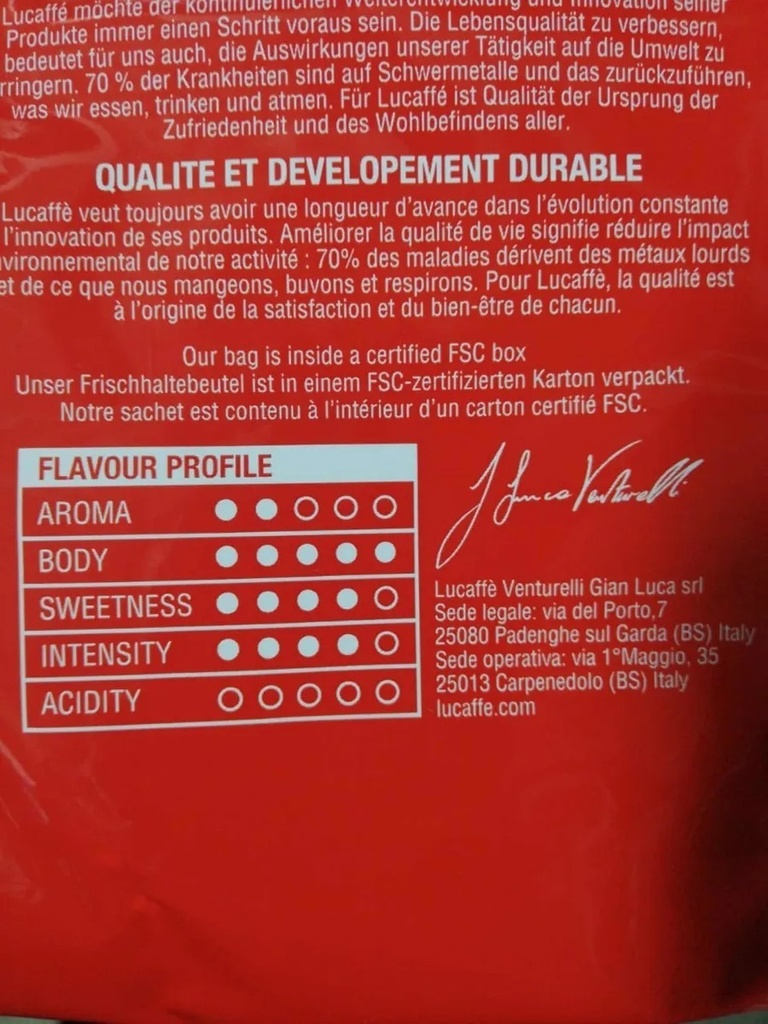 Lucaffé möchte der kontinuierlichen Weiterentwicklung und Innovation seiner
Produkte immer einen Schritt voraus sein. Die Lebensqualität zu verbessern,
bedeutet für uns auch, die Auswirkungen unserer Tätigkeit auf die Umwelt zu
rringern. 70 % der Krankheiten sind auf Schwermetalle und das zurückzuführen,
was wir essen, trinken und atmen. Für Lucaffé ist Qualität der Ursprung der
Zufriedenheit und des Wohlbefindens aller.
QUALITE ET DEVELOPEMENT DURABLE
Lucaffè veut toujours avoir une longueur d'avance dans l'évolution constante
l'innovation de ses produits. Améliorer la qualité de vie signifie réduire l'impact
vironnemental de notre activité : 70% des maladies dérivent des métaux lourds
et de ce que nous mangeons, buvons et respirons. Pour Lucaffè, la qualité est
à l'origine de la satisfaction et du bien-être de chacun.
Our bag is inside a certified FSC box
Unser Frischhaltebeutel ist in einem FSC-zertifizierten Karton verpackt.
Notre sachet est contenu à l'intérieur d'un carton certifié FSC.
FLAVOUR PROFILE
AROMA
BODY
SWEETNESS
INTENSITY
ACIDITY
Lucaffè Venturelli Gian Luca srl
Sede legale: via del Porto,7
25080 Padenghe sul Garda (BS) Italy
Sede operativa: via 1°Maggio, 35
25013 Carpenedolo (BS) Italy
lucaffe.com